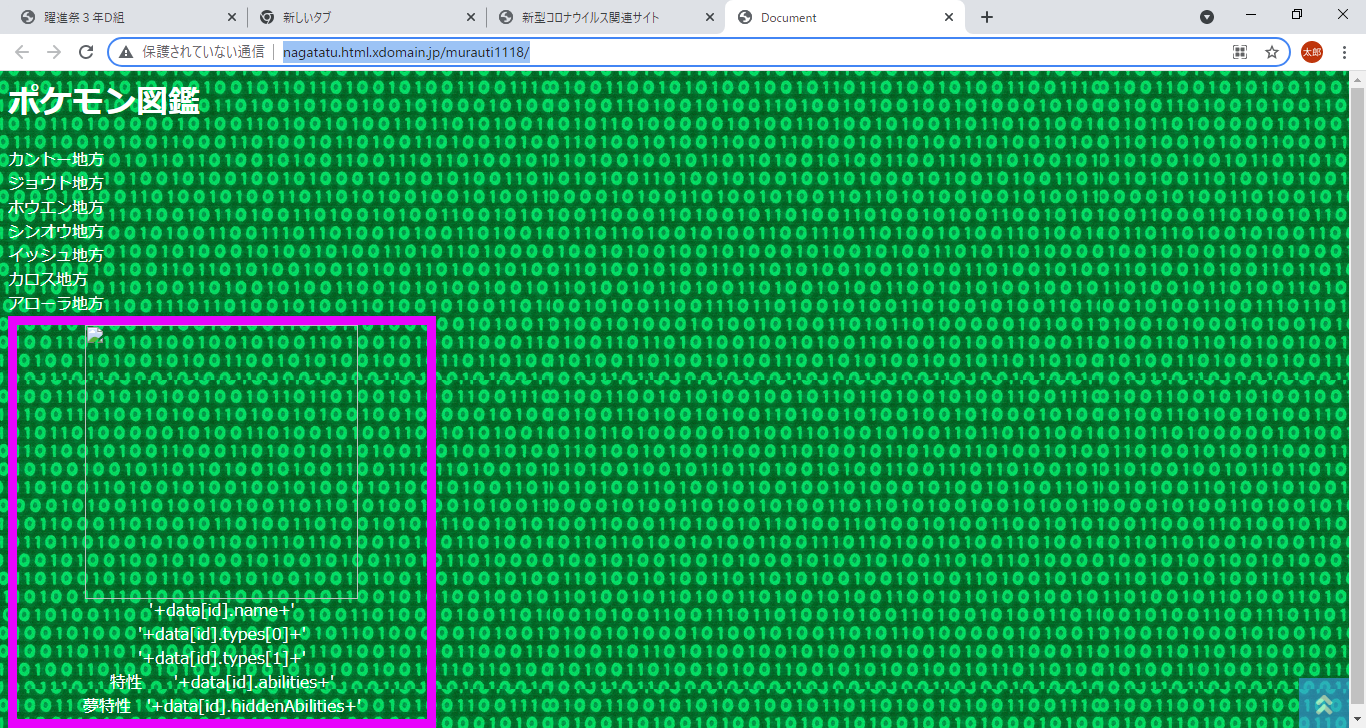 躍進祭３年D組
新しいタブ
新型コロナウイルス関連サイト
Document
保護されていない通信
nagatatu.html.xdomain.jp/murauti1118/
太郎
ポケモン図鑑
カントー地方
ジョウト地方
ホウエン地方
シンオウ地方
イッシュ地方
カロス地方
アローラ地方
'+data[id].name+'
'+data[id].types[0]+'
'+data[id].types[1]+'
特性　　'+data[id].abilities+'
夢特性　'+data[id].hiddenAbilities+'